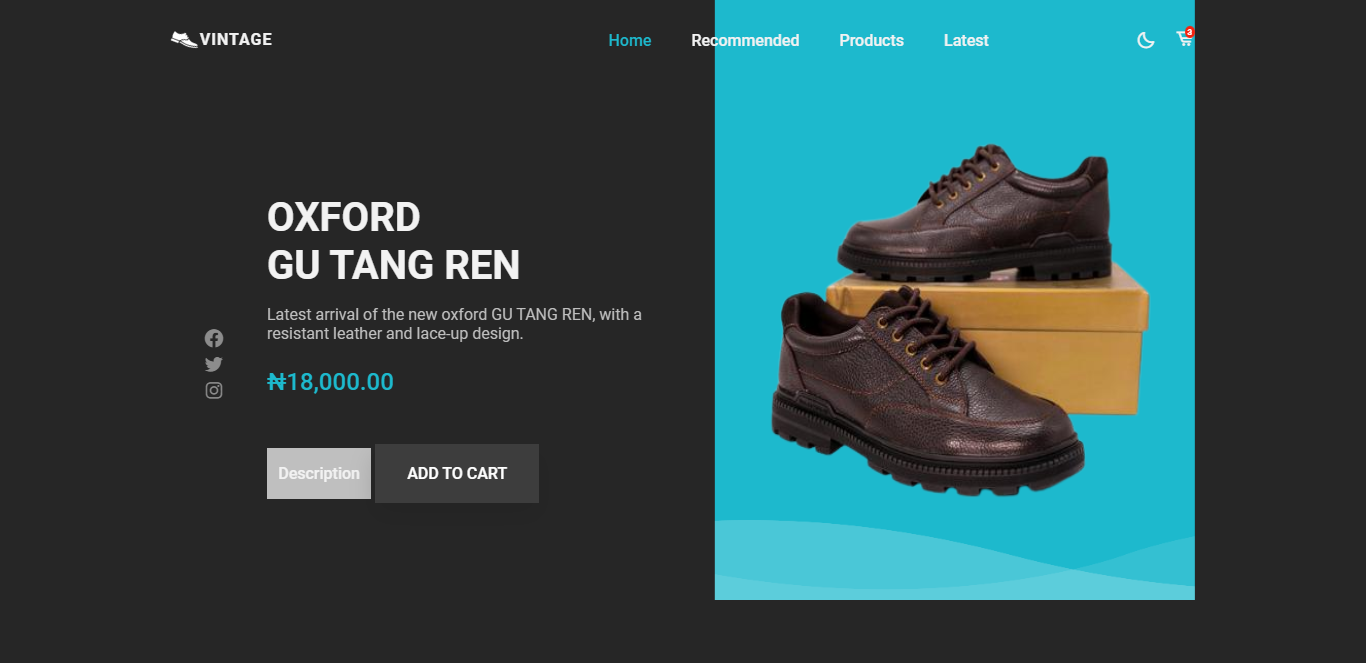 VINTAGE
Home Recommended Products Latest
3
OXFORD
GU TANG REN
Latest arrival of the new oxford GU TANG REN, with a
resistant leather and lace-up design.
₦18,000.00
Description ADD TO CART